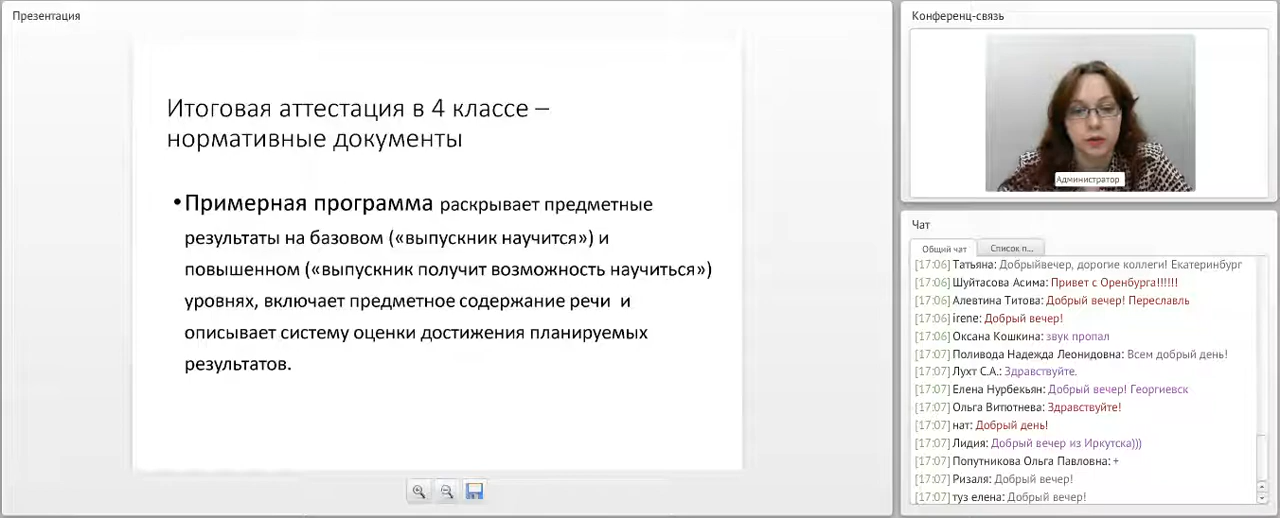 Презентация
Итоговая аттестация в 4 классе –
нормативные документы
•Примерная программа раскрывает предметные
результаты на базовом («выпускник научится») и
повышенном («выпускник получит возможность научиться»)
уровнях, включает предметное содержание речи и
описывает систему оценки достижения планируемых
результатов.
Конференц-связь
Администратор
Чат
Общий чат
Список п...
[17:06] Татьяна: Добрыйвечер, дорогие коллеги! Екатеринбург
[17:06] Шуйтасова Асима: Привет с Оренбурга!!!!!!
[17:06] Алевтина Титова: Добрый вечер! Переславль
[17:06] irene: Добрый вечер!
[17:06] Оксана Кошкина: звук пропал
[17:07] Поливода Надежда Леонидовна: Всем добрый день!
[17:07] Лухт С.А.: Здравствуйте.
[17:07] Елена Нурбекьян: Добрый вечер! Георгиевск
[17:07] Ольга Витютнева: Здравствуйте!
[17:07] нат: Добрый день!
[17:07] Лидия: Добрый вечер из Иркутска)))
[17:07] Попутникова Ольга Павловна: +
[17:07] Ризаля: Добрый вечер!
[17:07] туз елена: Добрый вечер!